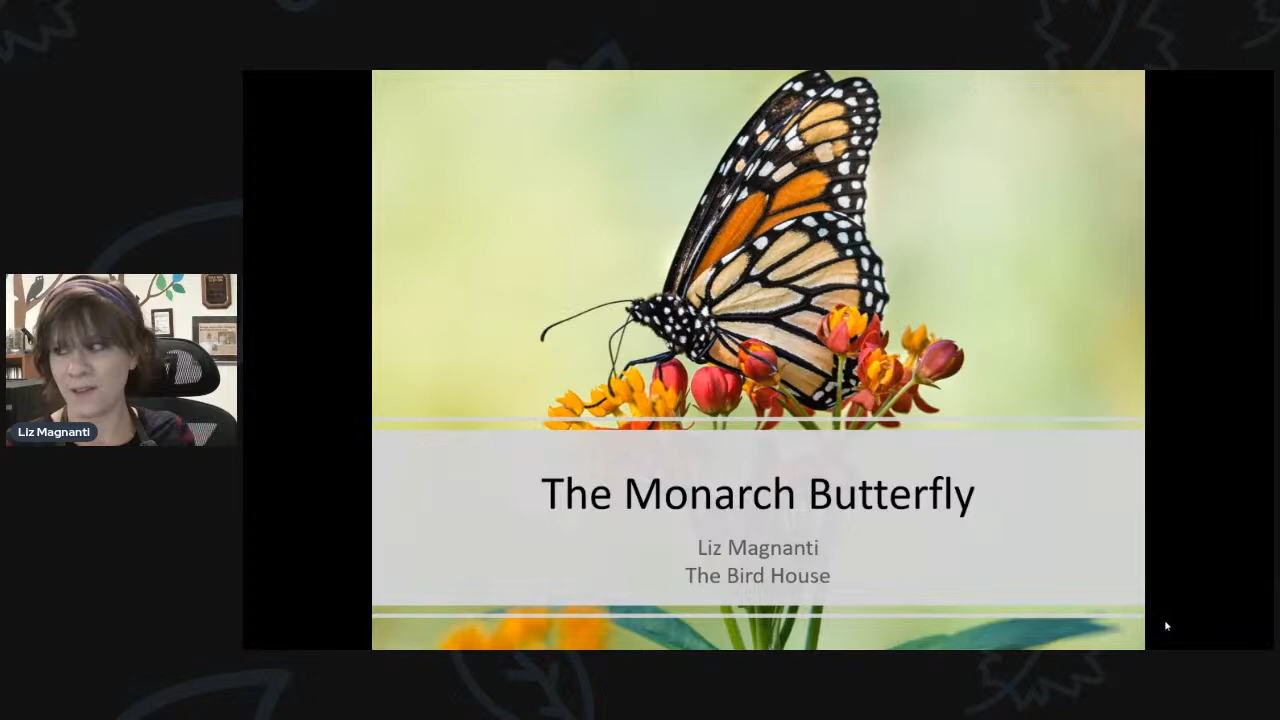 Liz Magnanti
The Monarch Butterfly
Liz Magnanti
The Bird House